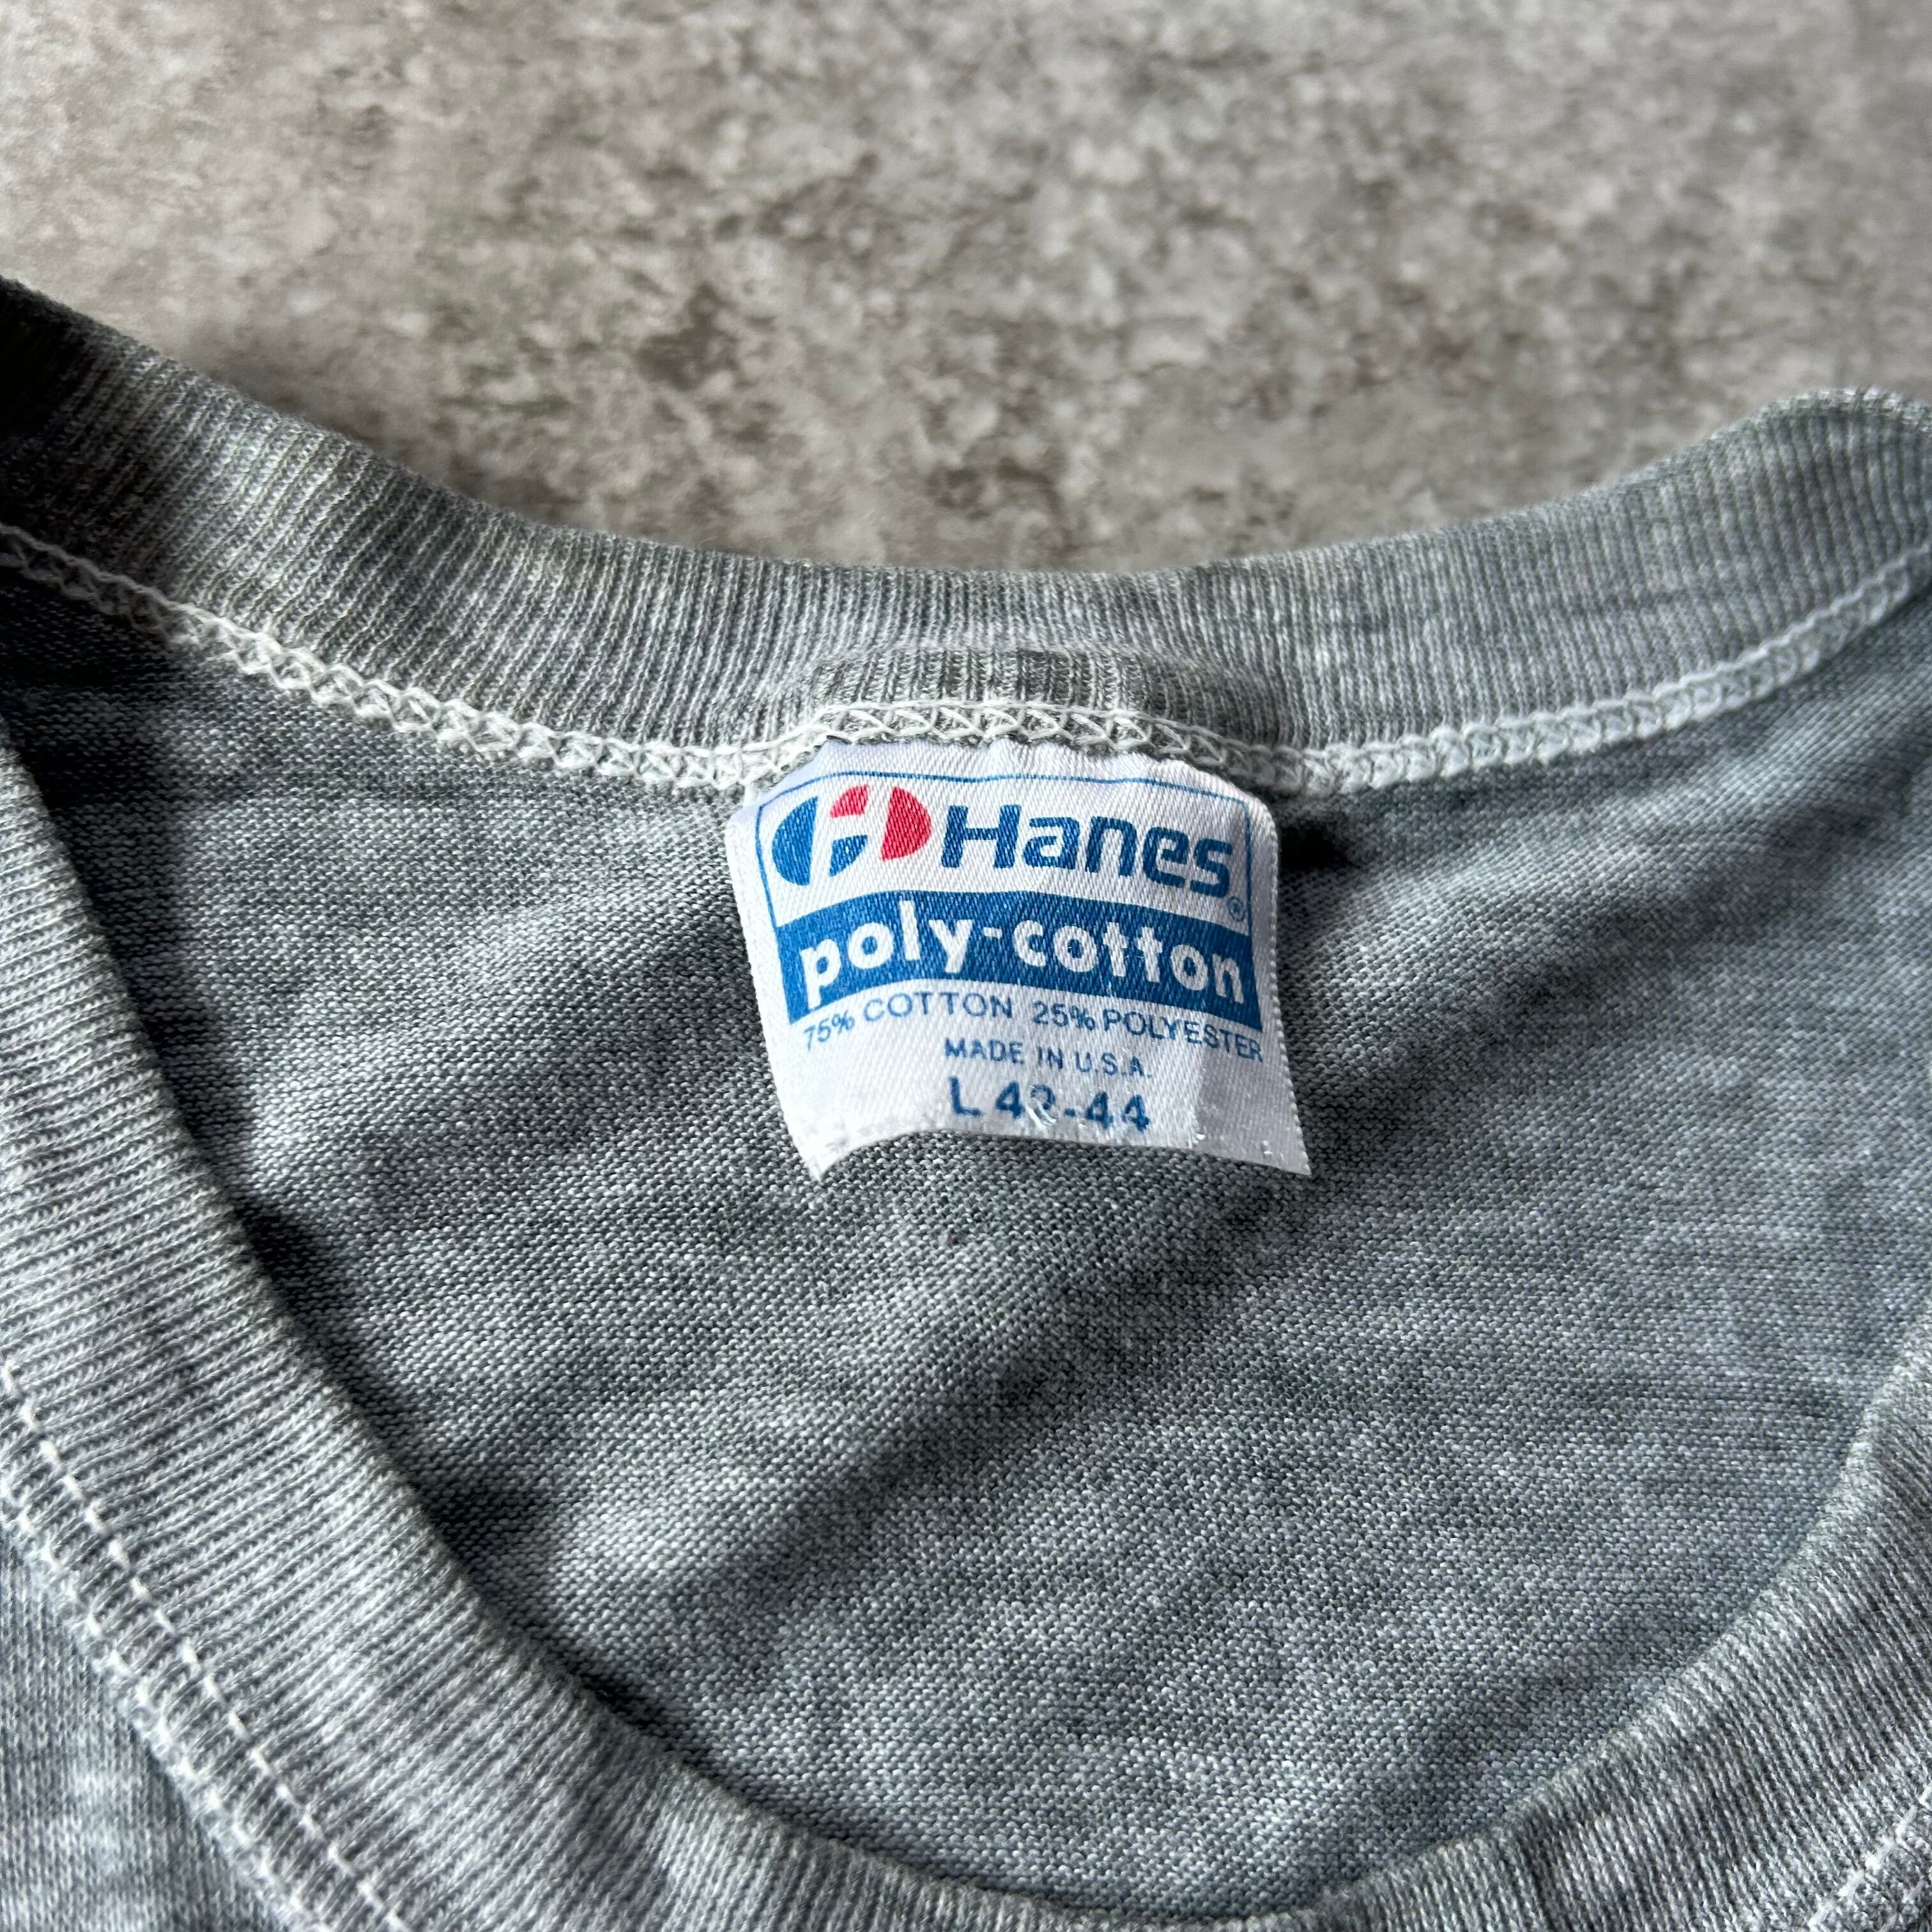 Hanes®
poly-cotton
75% COTTON 25% POLYESTER
MADE IN U.S.A.
L 42-44